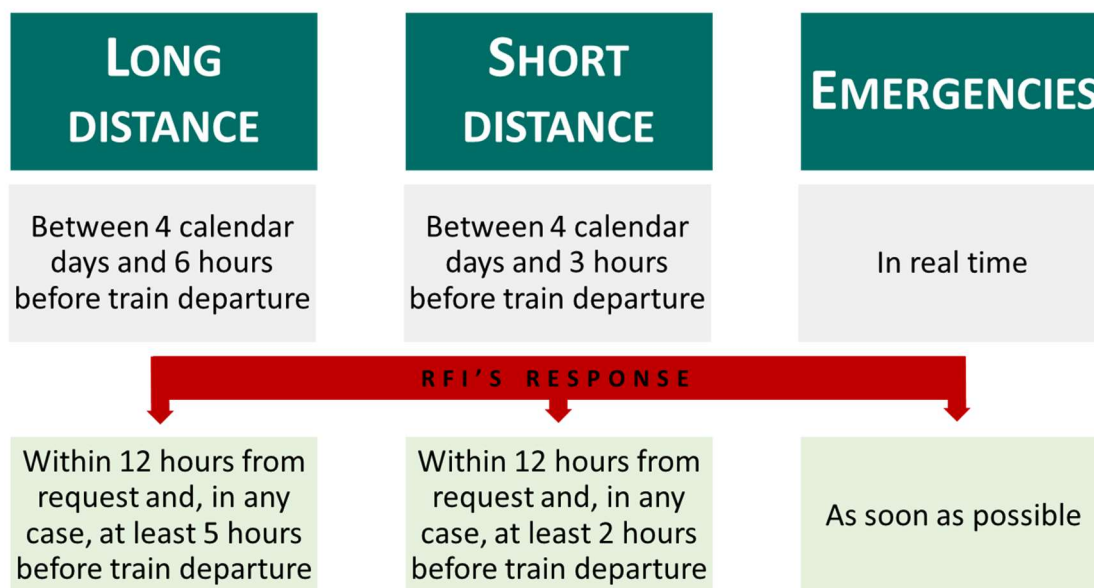 LONG
DISTANCE
SHORT
DISTANCE
EMERGENCIES
Between 4 calendar
days and 6 hours
before train departure
Between 4 calendar
days and 3 hours
before train departure
In real time
RFI'S RESPONSE
Within 12 hours from
request and, in any
case, at least 5 hours
before train departure
Within 12 hours from
request and, in any
case, at least 2 hours
before train departure
As soon as possible